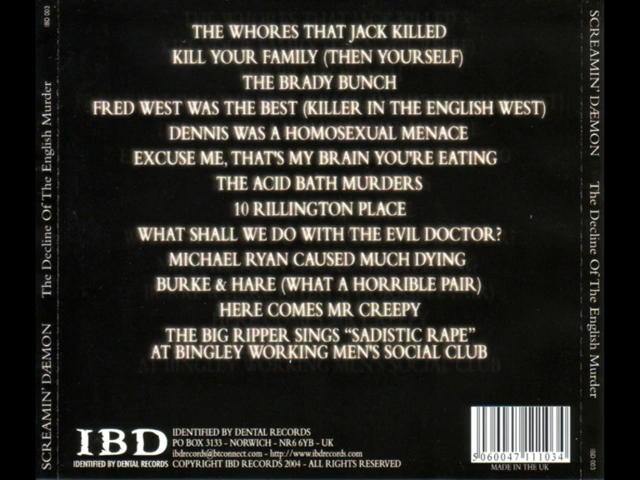 IBD 003
SCREAMIN' DÆMON The Decline Of The English Murder
THE WHORES THAT JACK KILLED
KILL YOUR FAMILY (THEN YOURSELF)
THE BRADY BUNCH
FRED WEST WAS THE BEST (KILLER IN THE ENGLISH WEST)
DENNIS WAS A HOMOSEXUAL MENACE
EXCUSE ME, THAT'S MY BRAIN YOU'RE EATING
THE ACID BATH MURDERS
10 RILLINGTON PLACE
WHAT SHALL WE DO WITH THE EVIL DOCTOR?
MICHAEL RYAN CAUSED MUCH DYING
BURKE & HARE (WHAT A HORRIBLE PAIR)
HERE COMES MR CREEPY
THE BIG RIPPER SINGS “SADISTIC RAPE”
AT BINGLEY WORKING MEN'S SOCIAL CLUB
IBD
IDENTIFIED BY DENTAL RECORDS
IDENTIFIED BY DENTAL RECORDS
PO BOX 3133 - NORWICH - NR6 6YB - UK
ibdrecords@btconnect.com - http://www.ibdrecords.com
COPYRIGHT IBD RECORDS 2004 - ALL RIGHTS RESERVED
5 060047 111034
MADE IN THE UK
SCREAMIN' DÆMON The Decline Of The English Murder
IBD 003